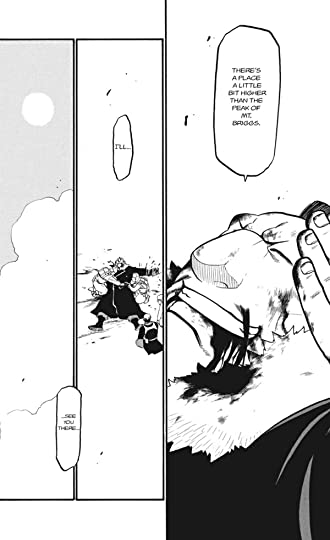 THERE'S
A PLACE
A LITTLE
BIT HIGHER
THAN THE
PEAK OF
MT.
BRIGGS.
I'LL...
...SEE
YOU
THERE...